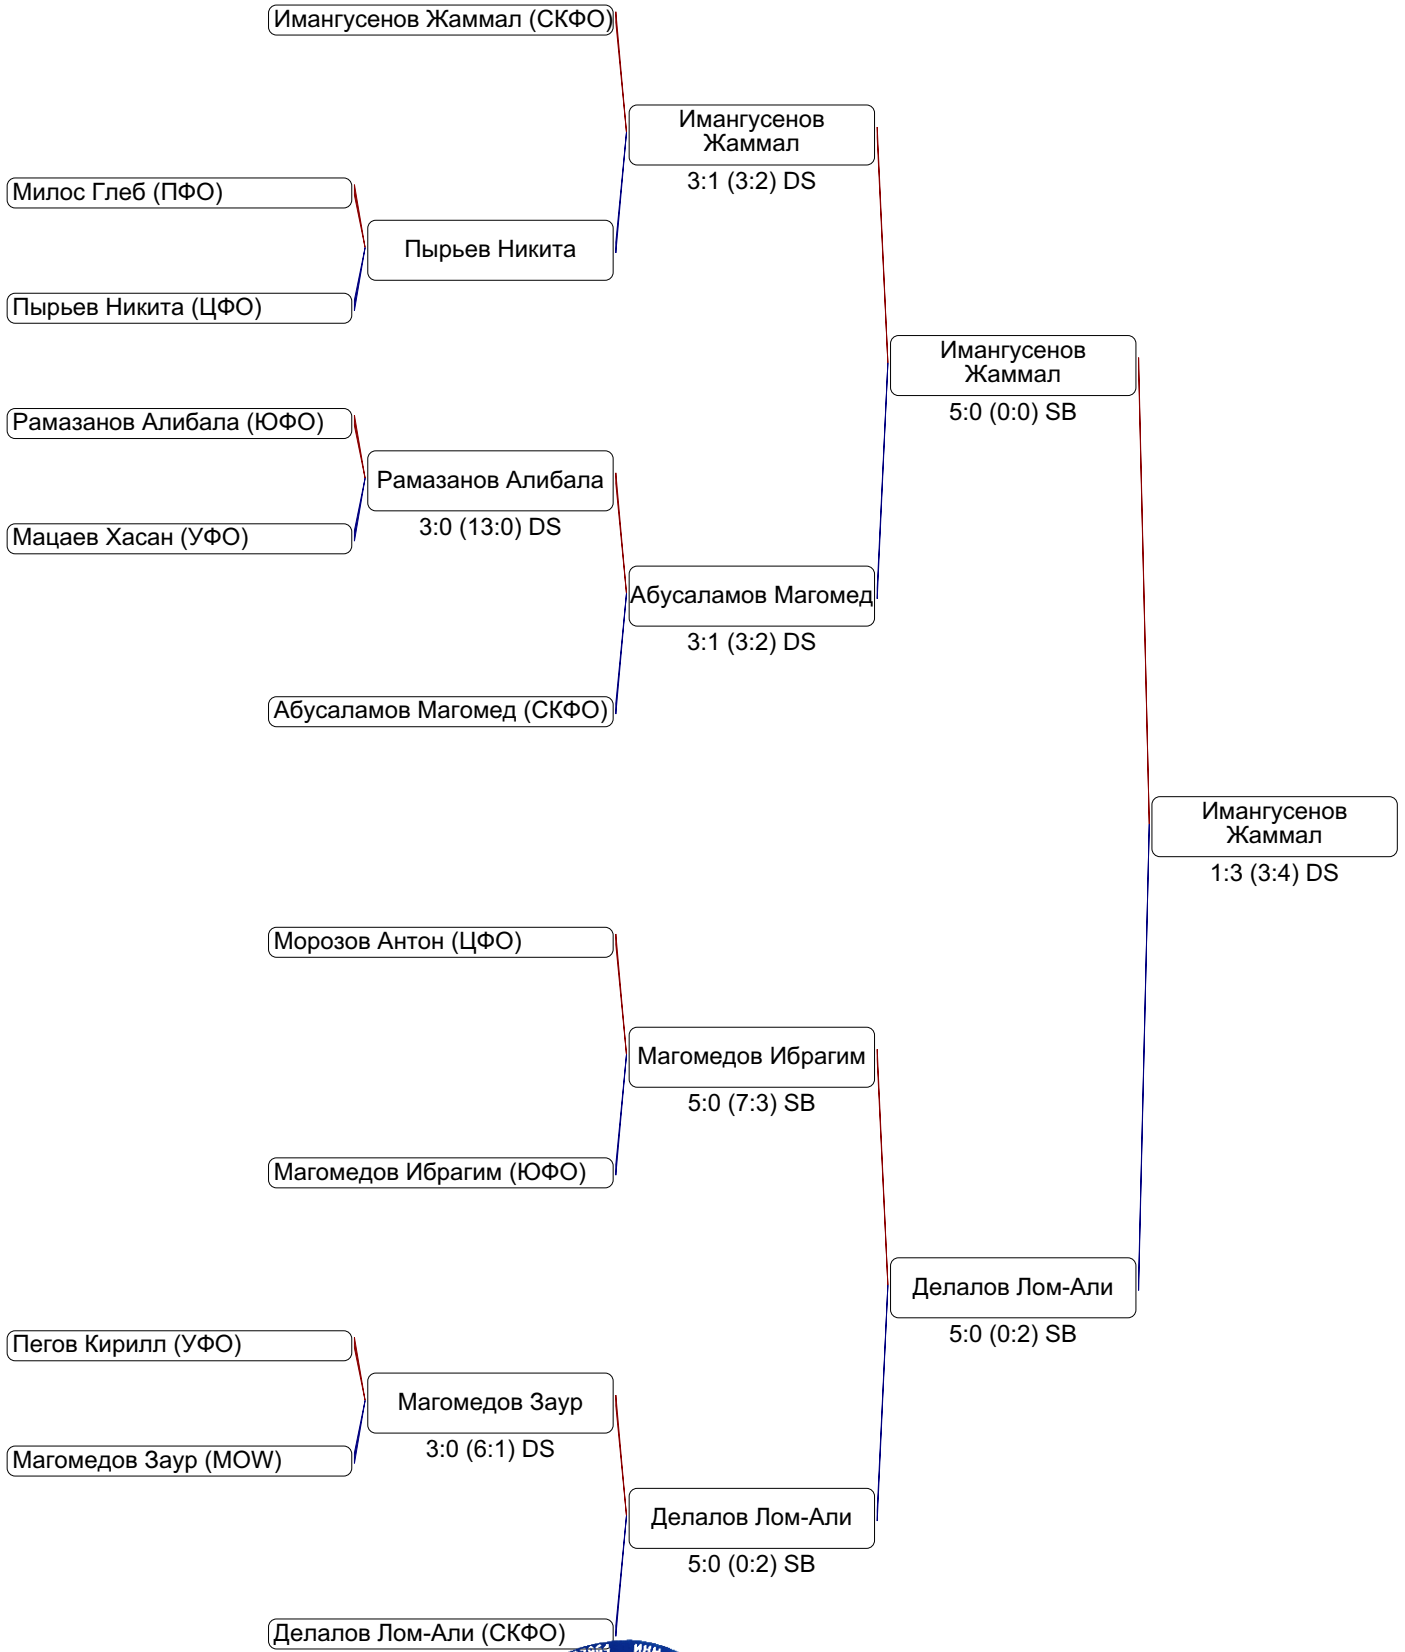 Имангусенов Жаммал (СКФО)
Имангусенов
Жаммал
3:1 (3:2) DS
Милос Глеб (ПФО)
Пырьев Никита
Пырьев Никита (ЦФО)
Имангусенов
Жаммал
5:0 (0:0) SB
Рамазанов Алибала (ЮФО)
Рамазанов Алибала
3:0 (13:0) DS
Мацаев Хасан (УФО)
Абусаламов Магомед
3:1 (3:2) DS
Абусаламов Магомед (СКФО)
Имангусенов
Жаммал
1:3 (3:4) DS
Морозов Антон (ЦФО)
Магомедов Ибрагим
5:0 (7:3) SB
Магомедов Ибрагим (ЮФО)
Делалов Лом-Али
5:0 (0:2) SB
Пегов Кирилл (УФО)
Магомедов Заур
3:0 (6:1) DS
Магомедов Заур (MOW)
Делалов Лом-Али
5:0 (0:2) SB
Делалов Лом-Али (СКФО)